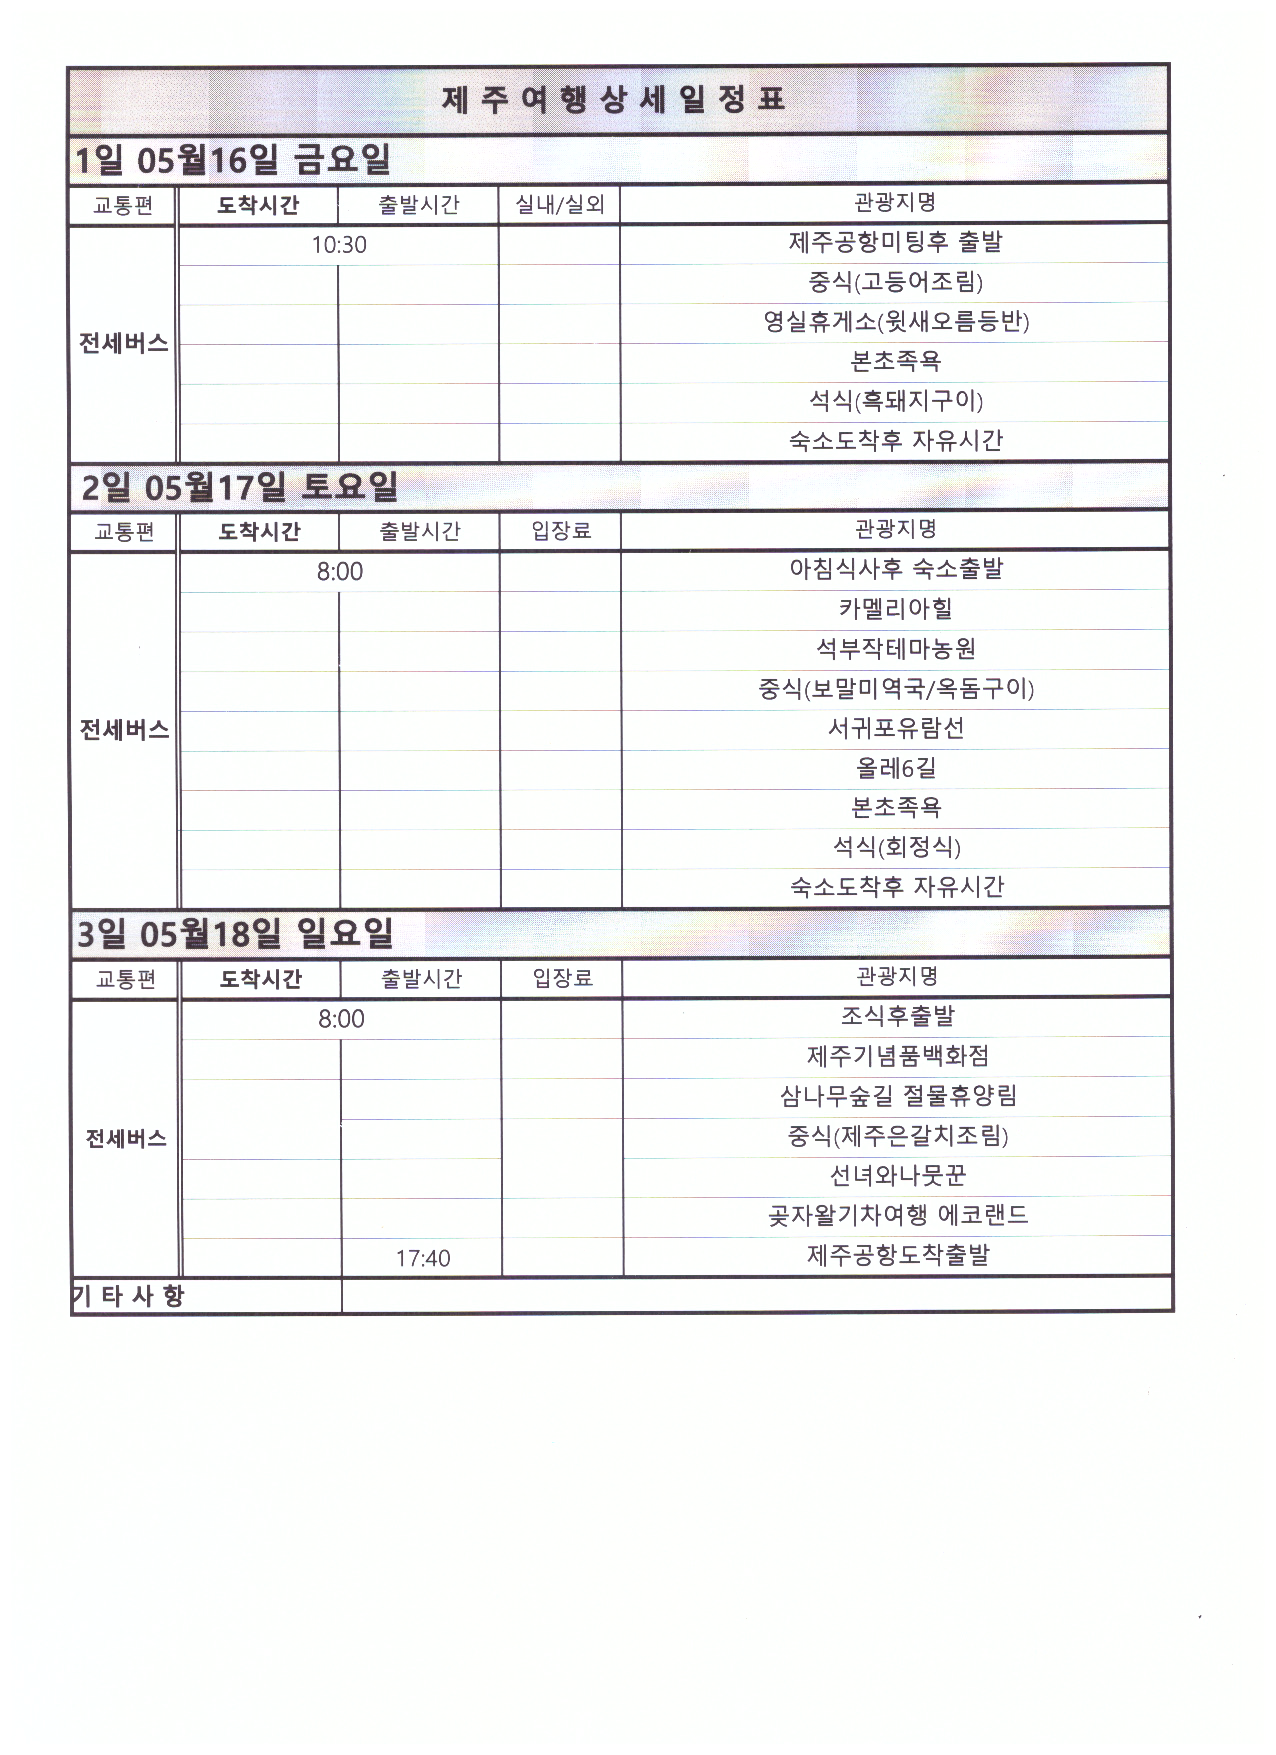 제 주 여 행 상 세 일 정 표
1일 05월16일 금요일
교통편 도착시간 출발시간 실내/실외 관광지명
전세버스
10:30 제주공항미팅후 출발
중식(고등어조림)
영실휴게소(윗새오름등반)
본초족욕
석식(흑돼지구이)
숙소도착후 자유시간
2일 05월17일 토요일
교통편 도착시간 출발시간 입장료 관광지명
전세버스
8:00 아침식사후 숙소출발
카멜리아힐
석부작테마농원
중식(보말미역국/옥돔구이)
서귀포유람선
올레6길
본초족욕
석식(회정식)
숙소도착후 자유시간
3일 05월18일 일요일
교통편 도착시간 출발시간 입장료 관광지명
전세버스
8:00 조식후출발
제주기념품백화점
삼나무숲길 절물휴양림
중식(제주은갈치조림)
선녀와나뭇꾼
곶자왈기차여행 에코랜드
17:40 제주공항도착출발
기 타 사 항